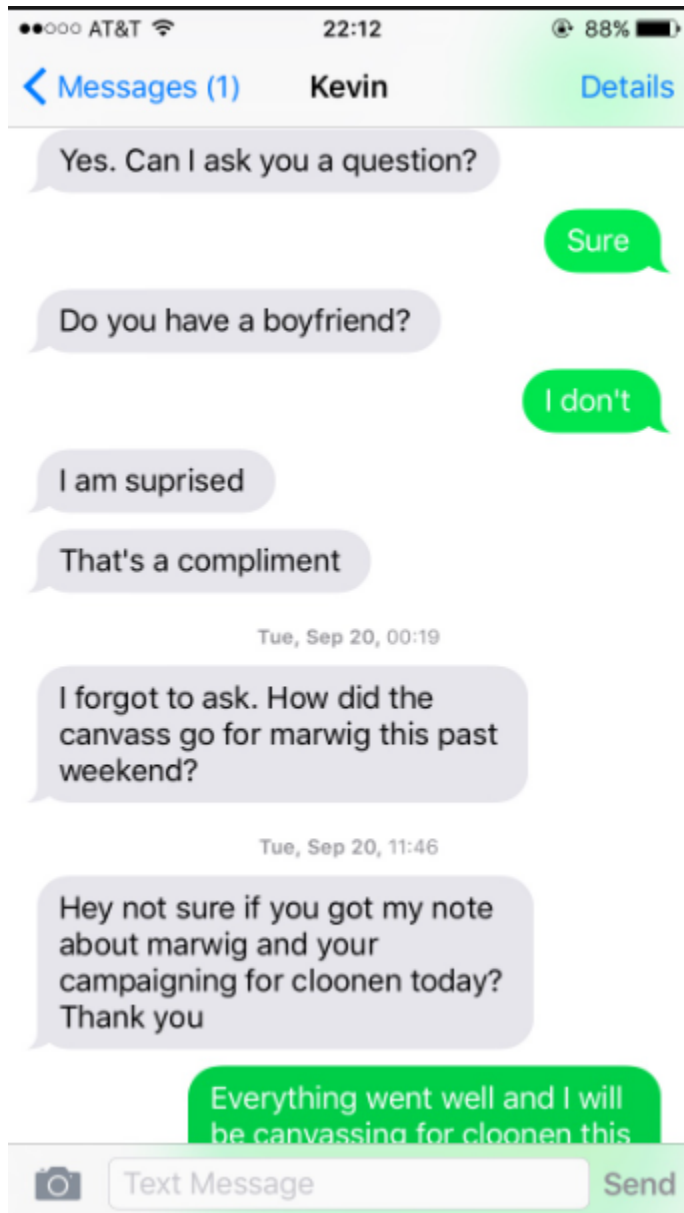 AT&T 22:12 88%
Messages (1) Kevin Details
Yes. Can I ask you a question?
Sure
Do you have a boyfriend?
I don't
I am suprised
That's a compliment
Tue, Sep 20, 00:19
I forgot to ask. How did the
canvass go for marwig this past
weekend?
Tue, Sep 20, 11:46
Hey not sure if you got my note
about marwig and your
campaigning for cloonen today?
Thank you
Everything went well and I will
be canvassing for cloonen this
Text Message Send